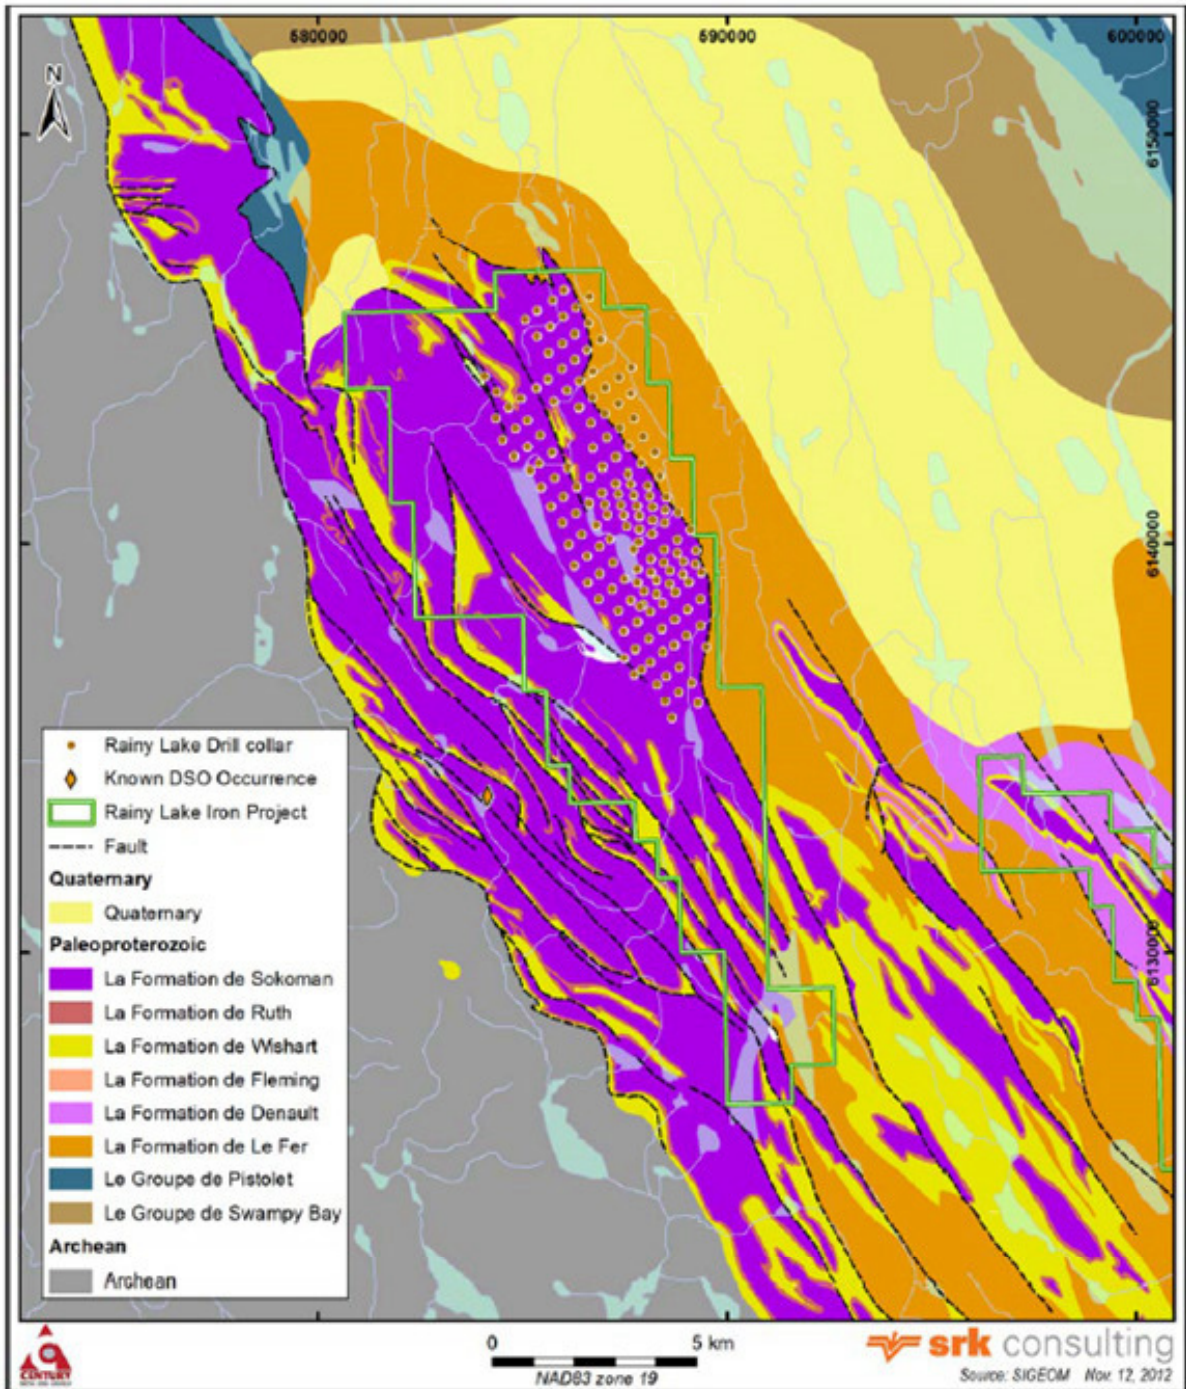 580000
590000
600000
N
6150000
6140000
6130000
Rainy Lake Drill collar
Known DSO Occurrence
Rainy Lake Iron Project
Fault
Quaternary
Quaternary
Paleoproterozoic
La Formation de Sokoman
La Formation de Ruth
La Formation de Wishart
La Formation de Fleming
La Formation de Denault
La Formation de Le Fer
Le Groupe de Pistolet
Le Groupe de Swampy Bay
Archean
Archean
CENTURY
0 5 km
NAD83 zone 19
srk consulting
Source: SIGEOM Nov. 12, 2012